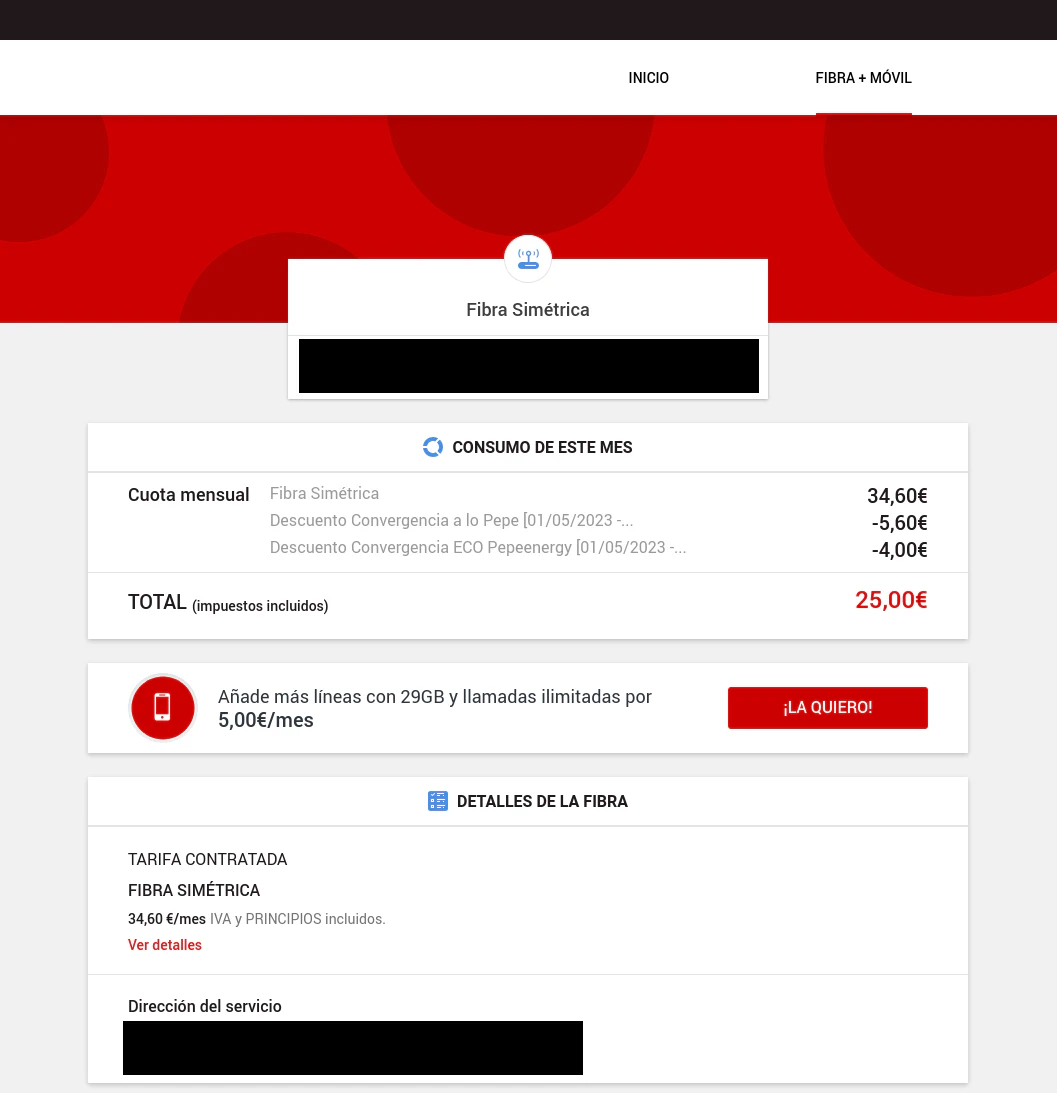 INICIO
FIBRA + MÓVIL
Fibra Simétrica
CONSUMO DE ESTE MES
Cuota mensual Fibra Simétrica 34,60€
Descuento Convergencia a lo Pepe [01/05/2023 -... -5,60€
Descuento Convergencia ECO Pepeenergy [01/05/2023 -... -4,00€
TOTAL (impuestos incluidos) 25,00€
Añade más líneas con 29GB y llamadas ilimitadas por
5,00€/mes
¡LA QUIERO!
DETALLES DE LA FIBRA
TARIFA CONTRATADA
FIBRA SIMÉTRICA
34,60 €/mes IVA y PRINCIPIOS incluidos.
Ver detalles
Dirección del servicio